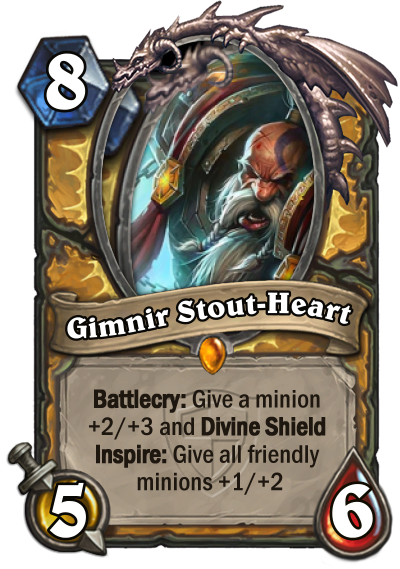 8
Gimnir Stout-Heart
Battlecry: Give a minion
+2/+3 and Divine Shield
Inspire: Give all friendly
minions +1/+2
5
6